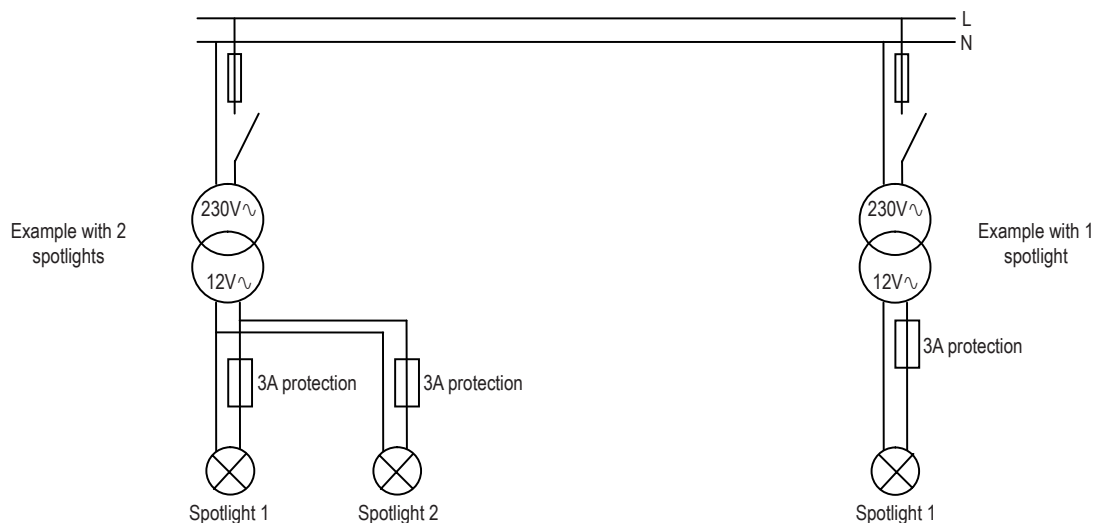 L
N
230V∿
230V∿
Example with 2
spotlights
Example with 1
spotlight
12V∿
12V∿
3A protection
3A protection
3A protection
Spotlight 1
Spotlight 2
Spotlight 1